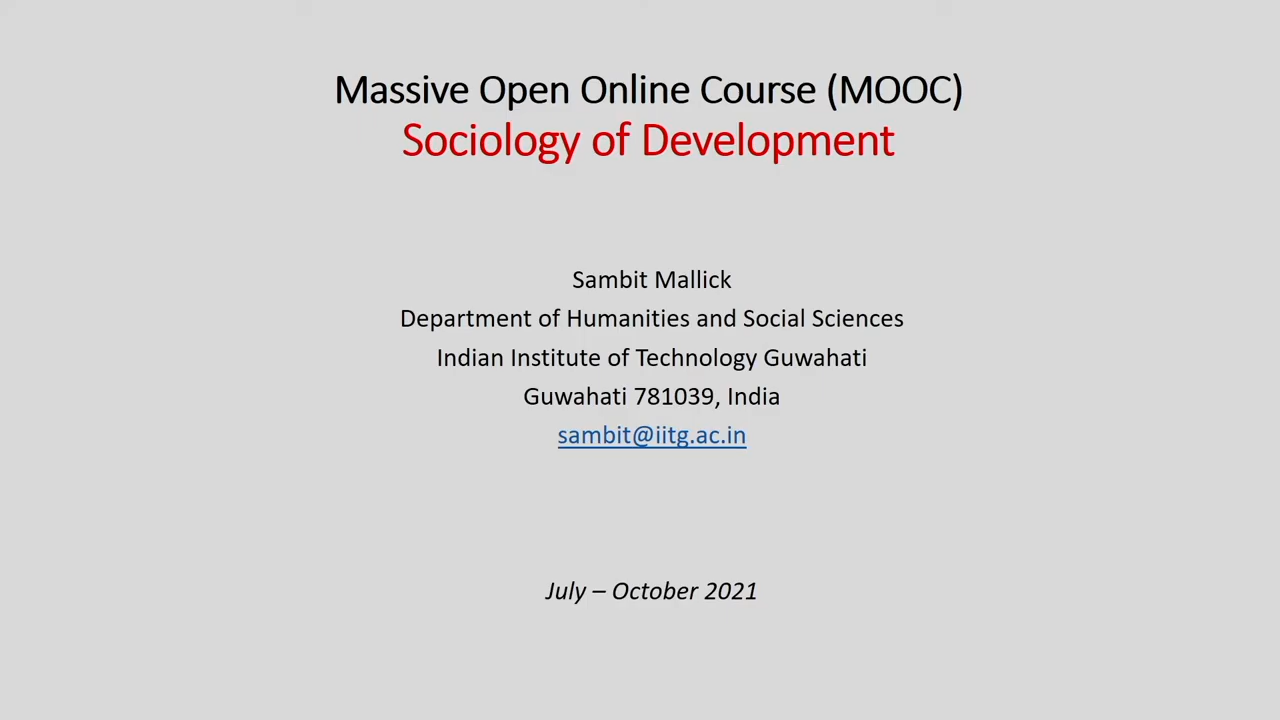 Massive Open Online Course (MOOC)
Sociology of Development
Sambit Mallick
Department of Humanities and Social Sciences
Indian Institute of Technology Guwahati
Guwahati 781039, India
sambit@iitg.ac.in
July – October 2021